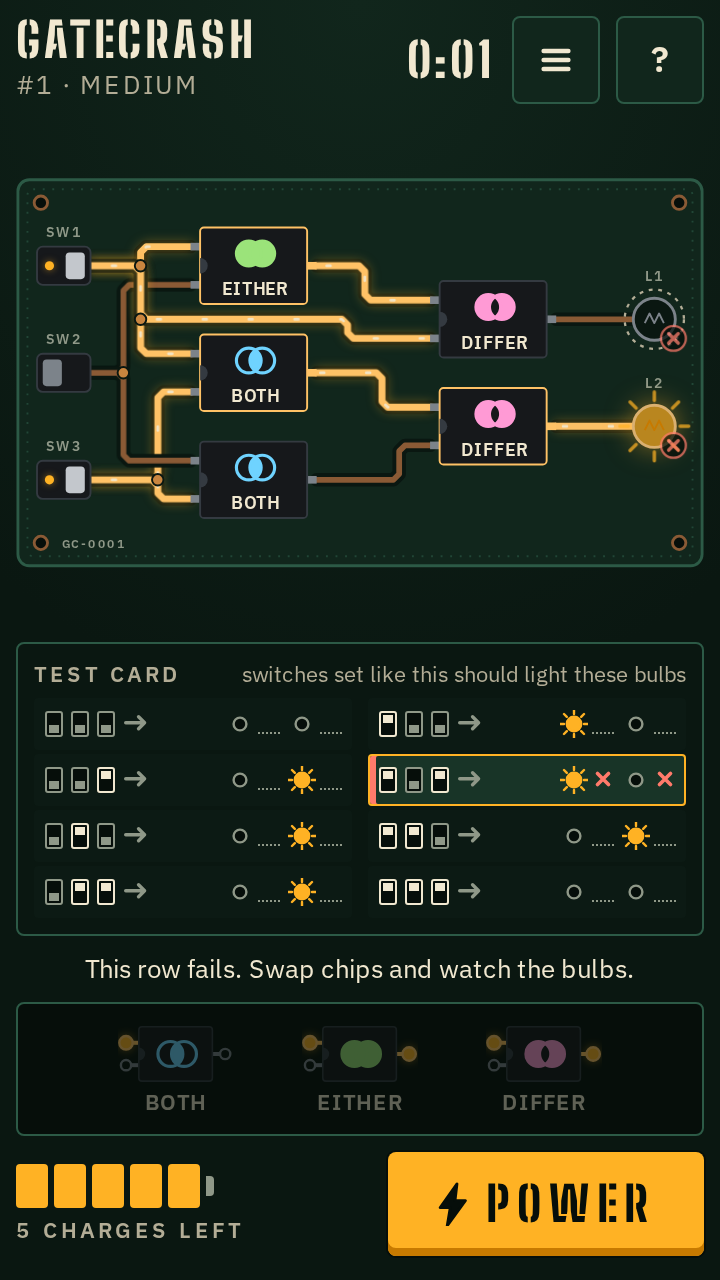 GATECRASH
#1 · MEDIUM
0:01
?
SW1
SW2
SW3
EITHER
BOTH
BOTH
DIFFER
DIFFER
L1
L2
GC-0001
TEST CARD
switches set like this should light these bulbs
This row fails. Swap chips and watch the bulbs.
BOTH
EITHER
DIFFER
5 CHARGES LEFT
POWER